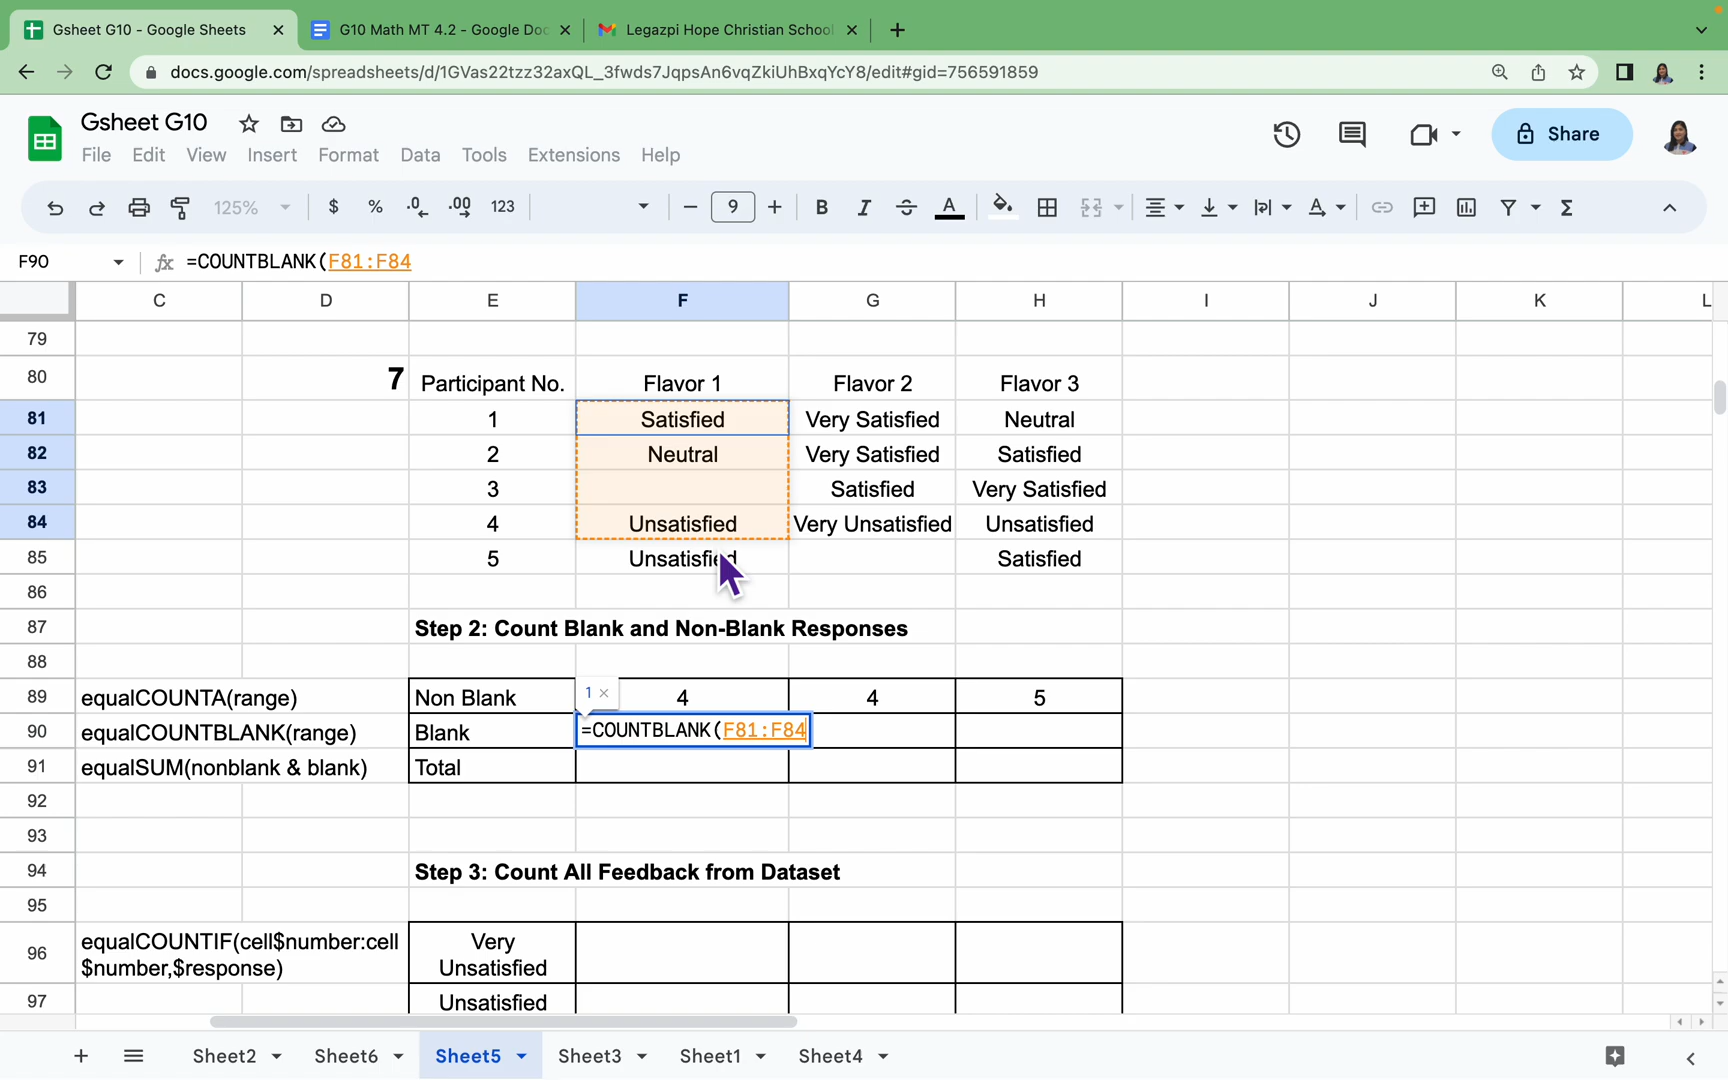 Gsheet G10 - Google Sheets
G10 Math MT 4.2 - Google Doc
Legazpi Hope Christian School
docs.google.com/spreadsheets/d/1GVas22tzz32axQL_3fwds7JqpsAn6vqZkiUhBxqYcY8/edit#gid=756591859
Gsheet G10
File Edit View Insert Format Data Tools Extensions Help
Share
125% $ % .0 .00 123 9 B I A
F90 fx =COUNTBLANK(F81:F84
C D E F G H I J K L
79
80 7 Participant No. Flavor 1 Flavor 2 Flavor 3
81 1 Satisfied Very Satisfied Neutral
82 2 Neutral Very Satisfied Satisfied
83 3 Satisfied Very Satisfied
84 4 Unsatisfied Very Unsatisfied Unsatisfied
85 5 Unsatisfied Satisfied
86
87 Step 2: Count Blank and Non-Blank Responses
88
89 equalCOUNTA(range) Non Blank 4 4 5
1 ×
90 equalCOUNTBLANK(range) Blank =COUNTBLANK(F81:F84
91 equalSUM(nonblank & blank) Total
92
93
94 Step 3: Count All Feedback from Dataset
95
96 equalCOUNTIF(cell$number:cell Very
$number,$response) Unsatisfied
97 Unsatisfied
Sheet2 Sheet6 Sheet5 Sheet3 Sheet1 Sheet4